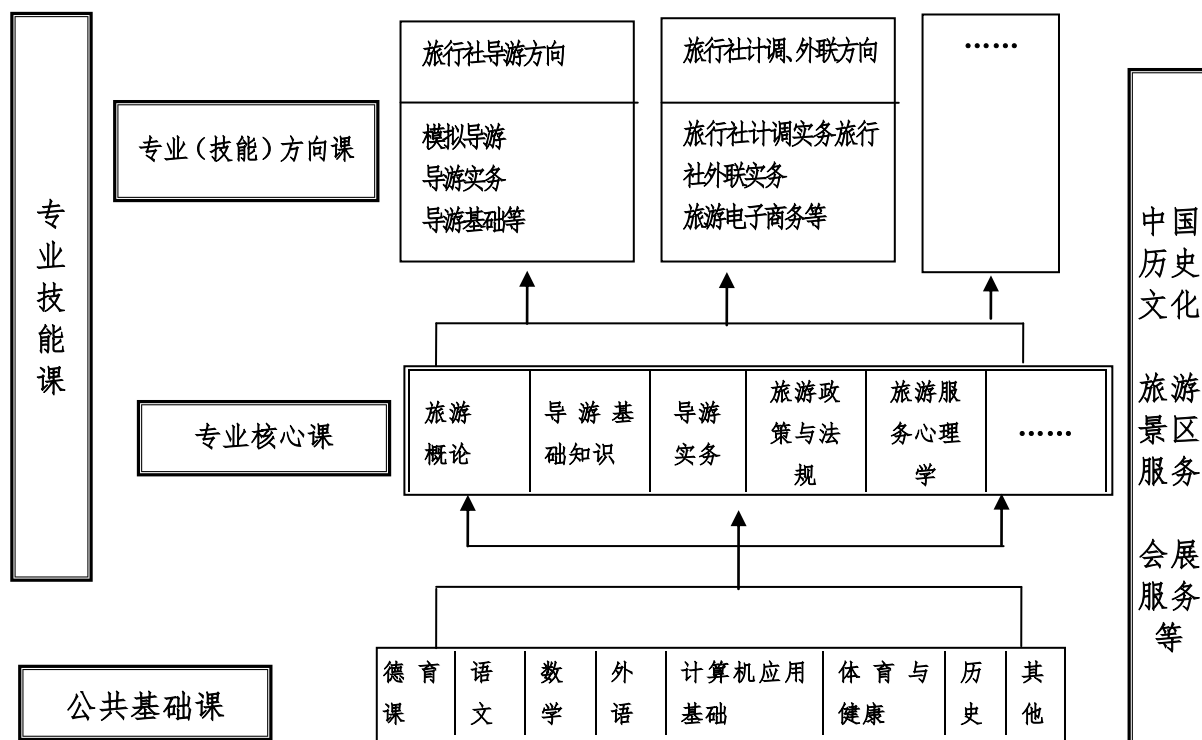 专业技能课
专业（技能）方向课
旅行社导游方向
模拟导游
导游实务
导游基础等
旅行社计调、外联方向
旅行社计调实务旅行
社外联实务
旅游电子商务等
……
专业核心课
旅游
概论
导游基
础知识
导游
实务
旅游政
策与法
规
旅游服
务心理
学
……
公共基础课
德育
课
语
文
数
学
外
语
计算机应用
基础
体育与
健康
历
史
其
他
中国
历史
文化
旅游
景区
服务
会展
服务
等